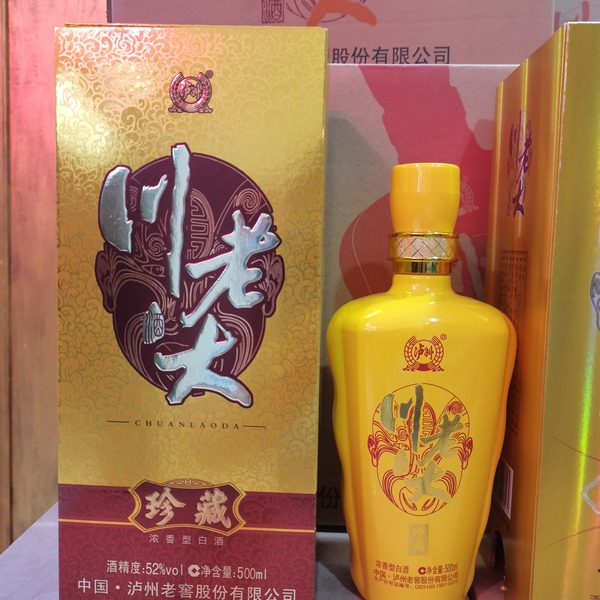 股份有限公司
泸州
川老大
酒
CHUANLAODA
珍藏
浓香型白酒
酒精度:52%vol 净含量:500ml
中国·泸州老窖股份有限公司
泸州
川老大
浓香型白酒 净含量:500ml
中国·泸州老窖股份有限公司